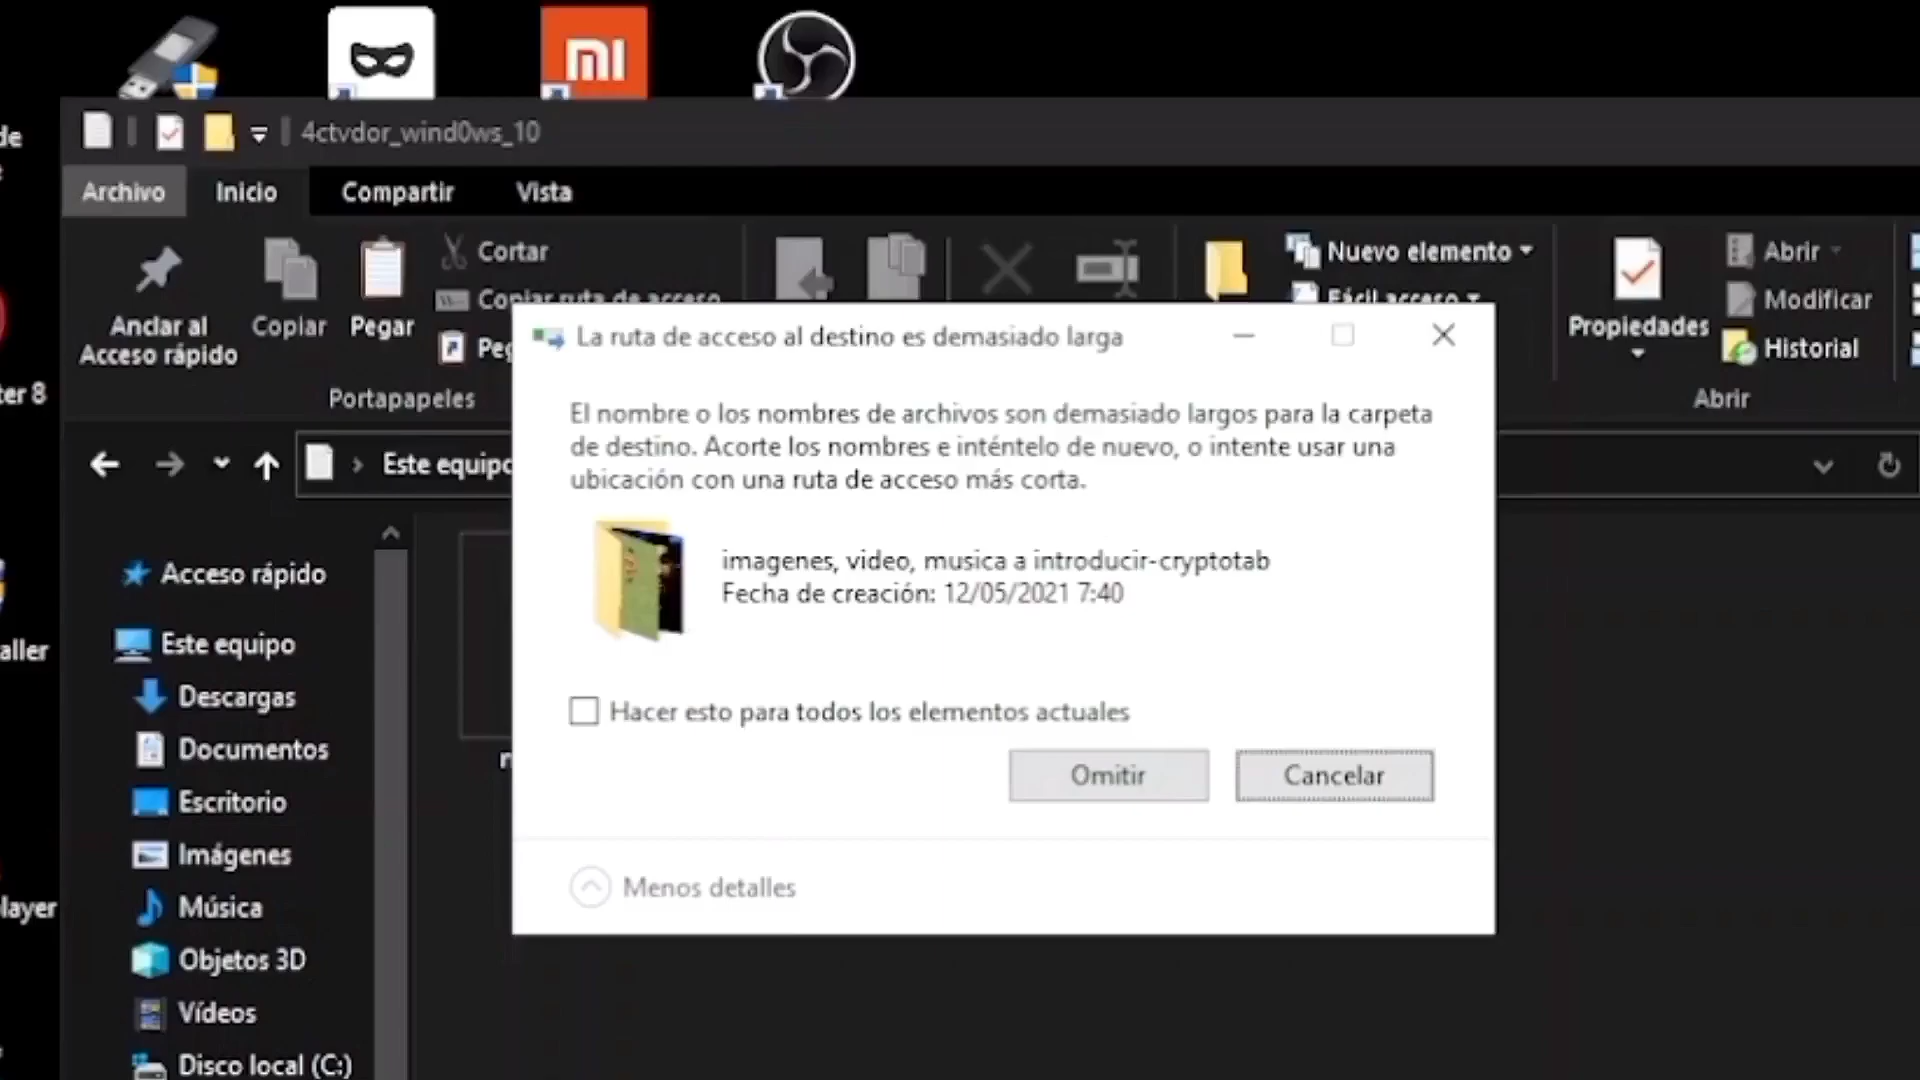 de
4ctvdor_wind0ws_10
Archivo
Inicio
Compartir
Vista
Anclar al
Acceso rápido
Copiar
Pegar
Cortar
Copiar ruta de acceso
Nuevo elemento
Fácil acceso
Propiedades
Abrir
Modificar
Historial
Portapapeles
Abrir
ter 8
La ruta de acceso al destino es demasiado larga
El nombre o los nombres de archivos son demasiado largos para la carpeta
de destino. Acorte los nombres e inténtelo de nuevo, o intente usar una
ubicación con una ruta de acceso más corta.
imagenes, video, musica a introducir-cryptotab
Fecha de creación: 12/05/2021 7:40
Hacer esto para todos los elementos actuales
Omitir
Cancelar
Menos detalles
Este equipo
Acceso rápido
Este equipo
Descargas
Documentos
Escritorio
Imágenes
Música
Objetos 3D
Vídeos
Disco local (C:)
aller
layer